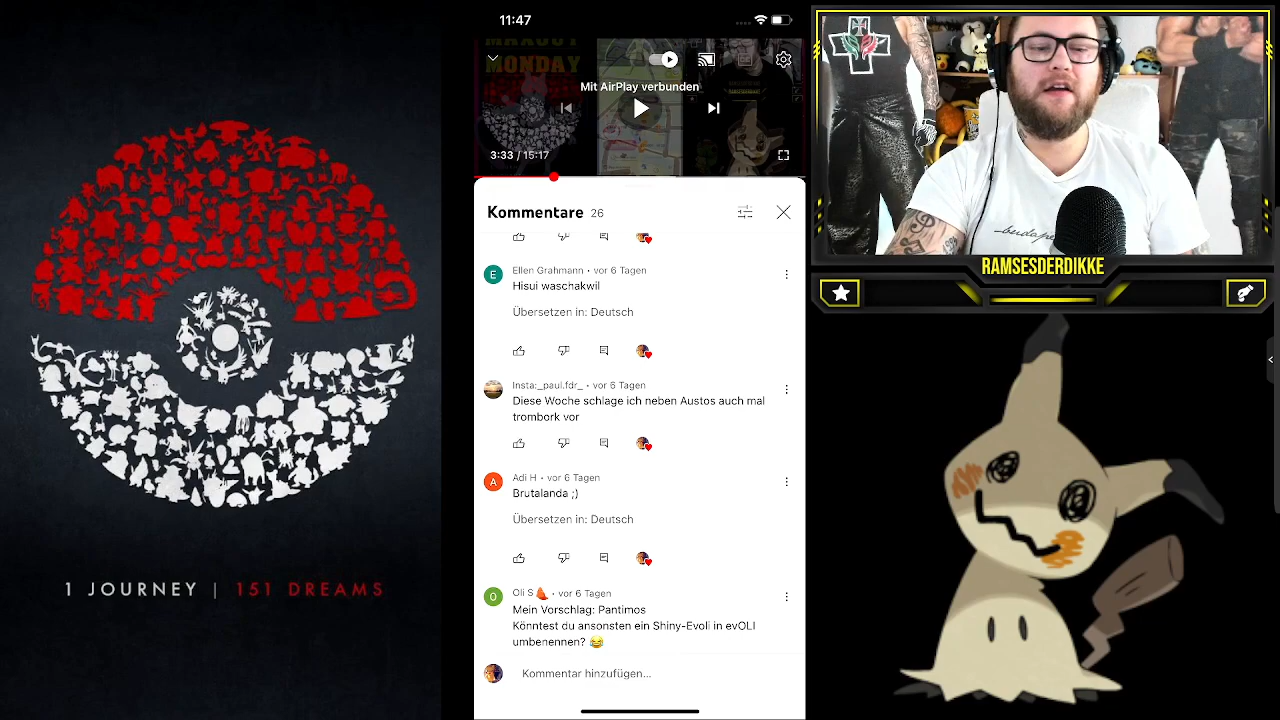 1 JOURNEY | 151 DREAMS
11:47
MAXOUT
MONDAY
Mit AirPlay verbunden
3:33 / 15:17
Kommentare 26
Ellen Grahmann • vor 6 Tagen
Hisui waschakwil
Übersetzen in: Deutsch
Insta:_paul.fdr_ • vor 6 Tagen
Diese Woche schlage ich neben Austos auch mal
trombork vor
Adi H • vor 6 Tagen
Brutalanda ;)
Übersetzen in: Deutsch
Oli S • vor 6 Tagen
Mein Vorschlag: Pantimos
Könntest du ansonsten ein Shiny-Evoli in evOLI
umbenennen? 😂
Kommentar hinzufügen...
E
A
O
budape
RAMSESDERDIKKE